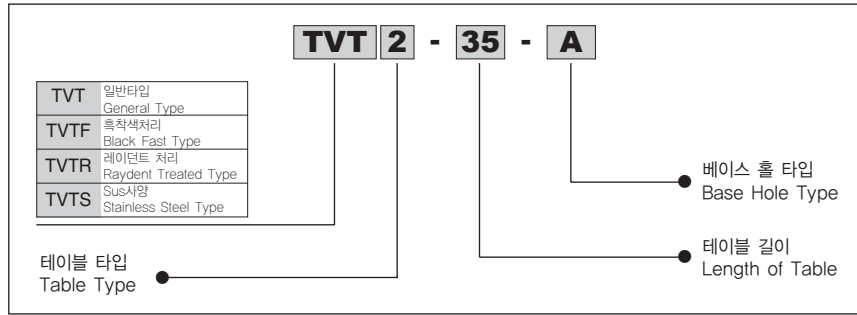 TVT 2 - 35 - A
TVT 일반타입
General Type
TVTF 흑착색처리
Black Fast Type
TVTR 레이던트 처리
Raydent Treated Type
TVTS Sus사양
Stainless Steel Type
베이스 홀 타입
Base Hole Type
테이블 타입
Table Type
테이블 길이
Length of Table